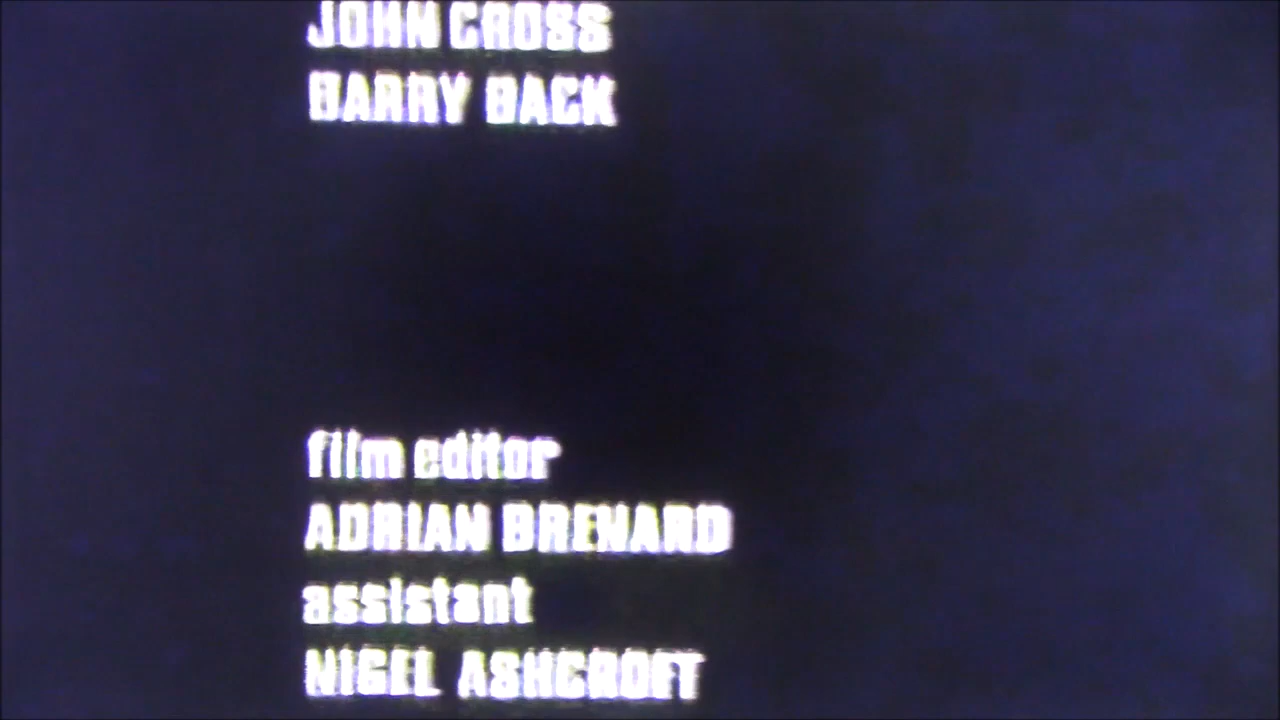 JOHN CROSS
BARRY BACK
film editor
ADRIAN BRENARD
assistant
NIGEL ASHCROFT